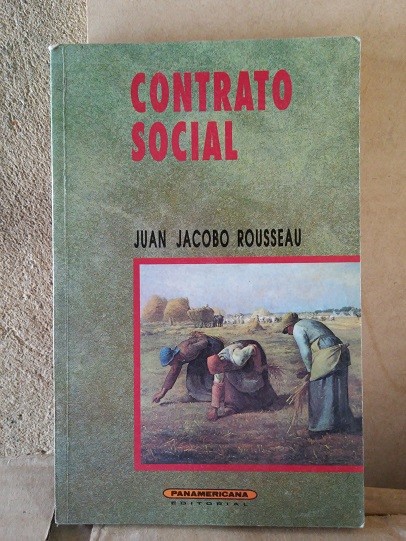 CONTRATO
SOCIAL
JUAN JACOBO ROUSSEAU
PANAMERICANA
EDITORIAL